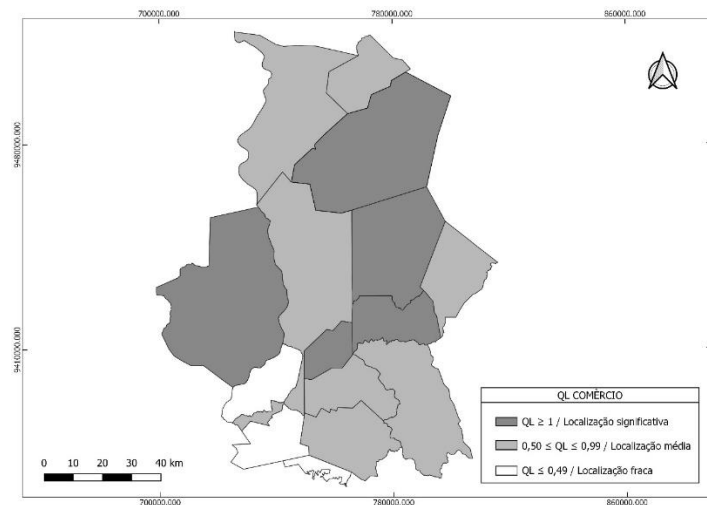 700000.000 780000.000 860000.000
9480000.000
9410000.000
QL COMÉRCIO
QL ≥ 1 / Localização significativa
0,50 ≤ QL ≤ 0,99 / Localização média
QL ≤ 0,49 / Localização fraca
0 10 20 30 40 km
700000.000 780000.000 860000.000